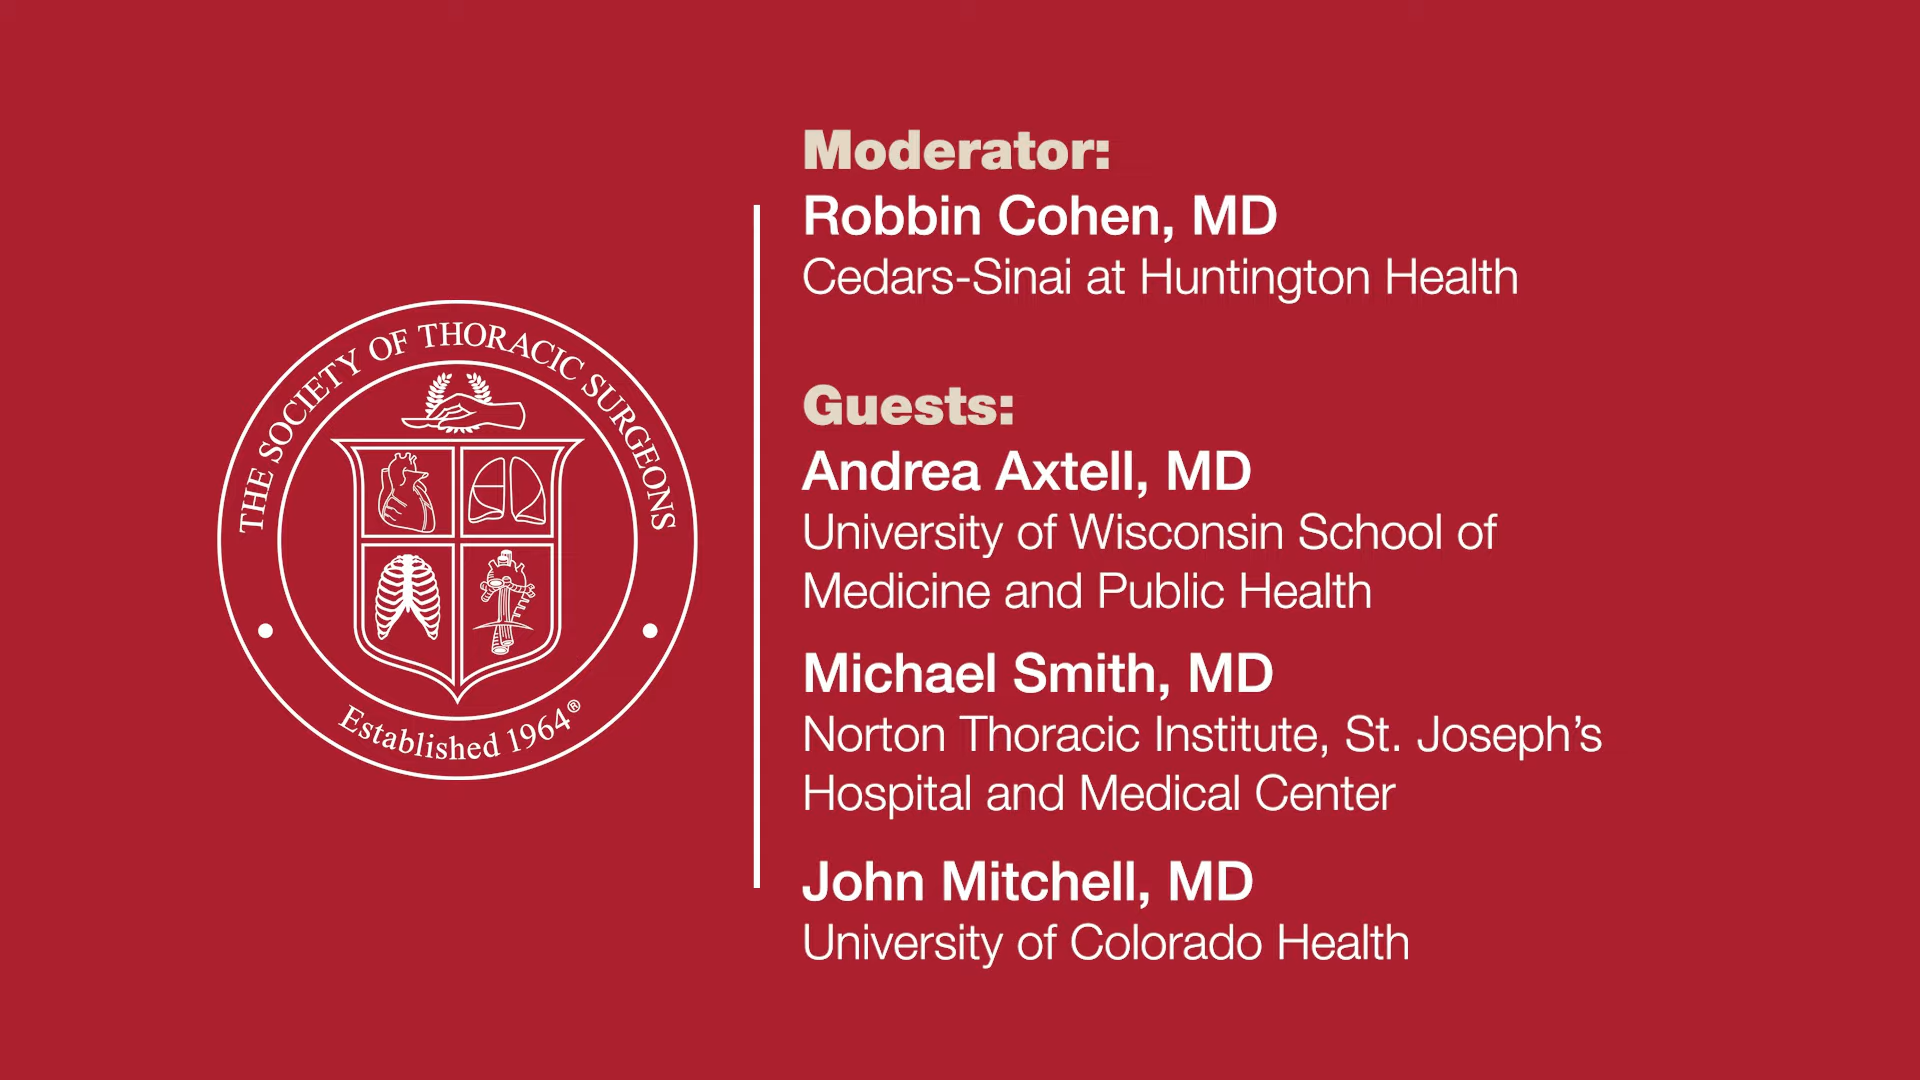 THE SOCIETY OF THORACIC SURGEONS
Established 1964®
Moderator:
Robbin Cohen, MD
Cedars-Sinai at Huntington Health
Guests:
Andrea Axtell, MD
University of Wisconsin School of
Medicine and Public Health
Michael Smith, MD
Norton Thoracic Institute, St. Joseph’s
Hospital and Medical Center
John Mitchell, MD
University of Colorado Health